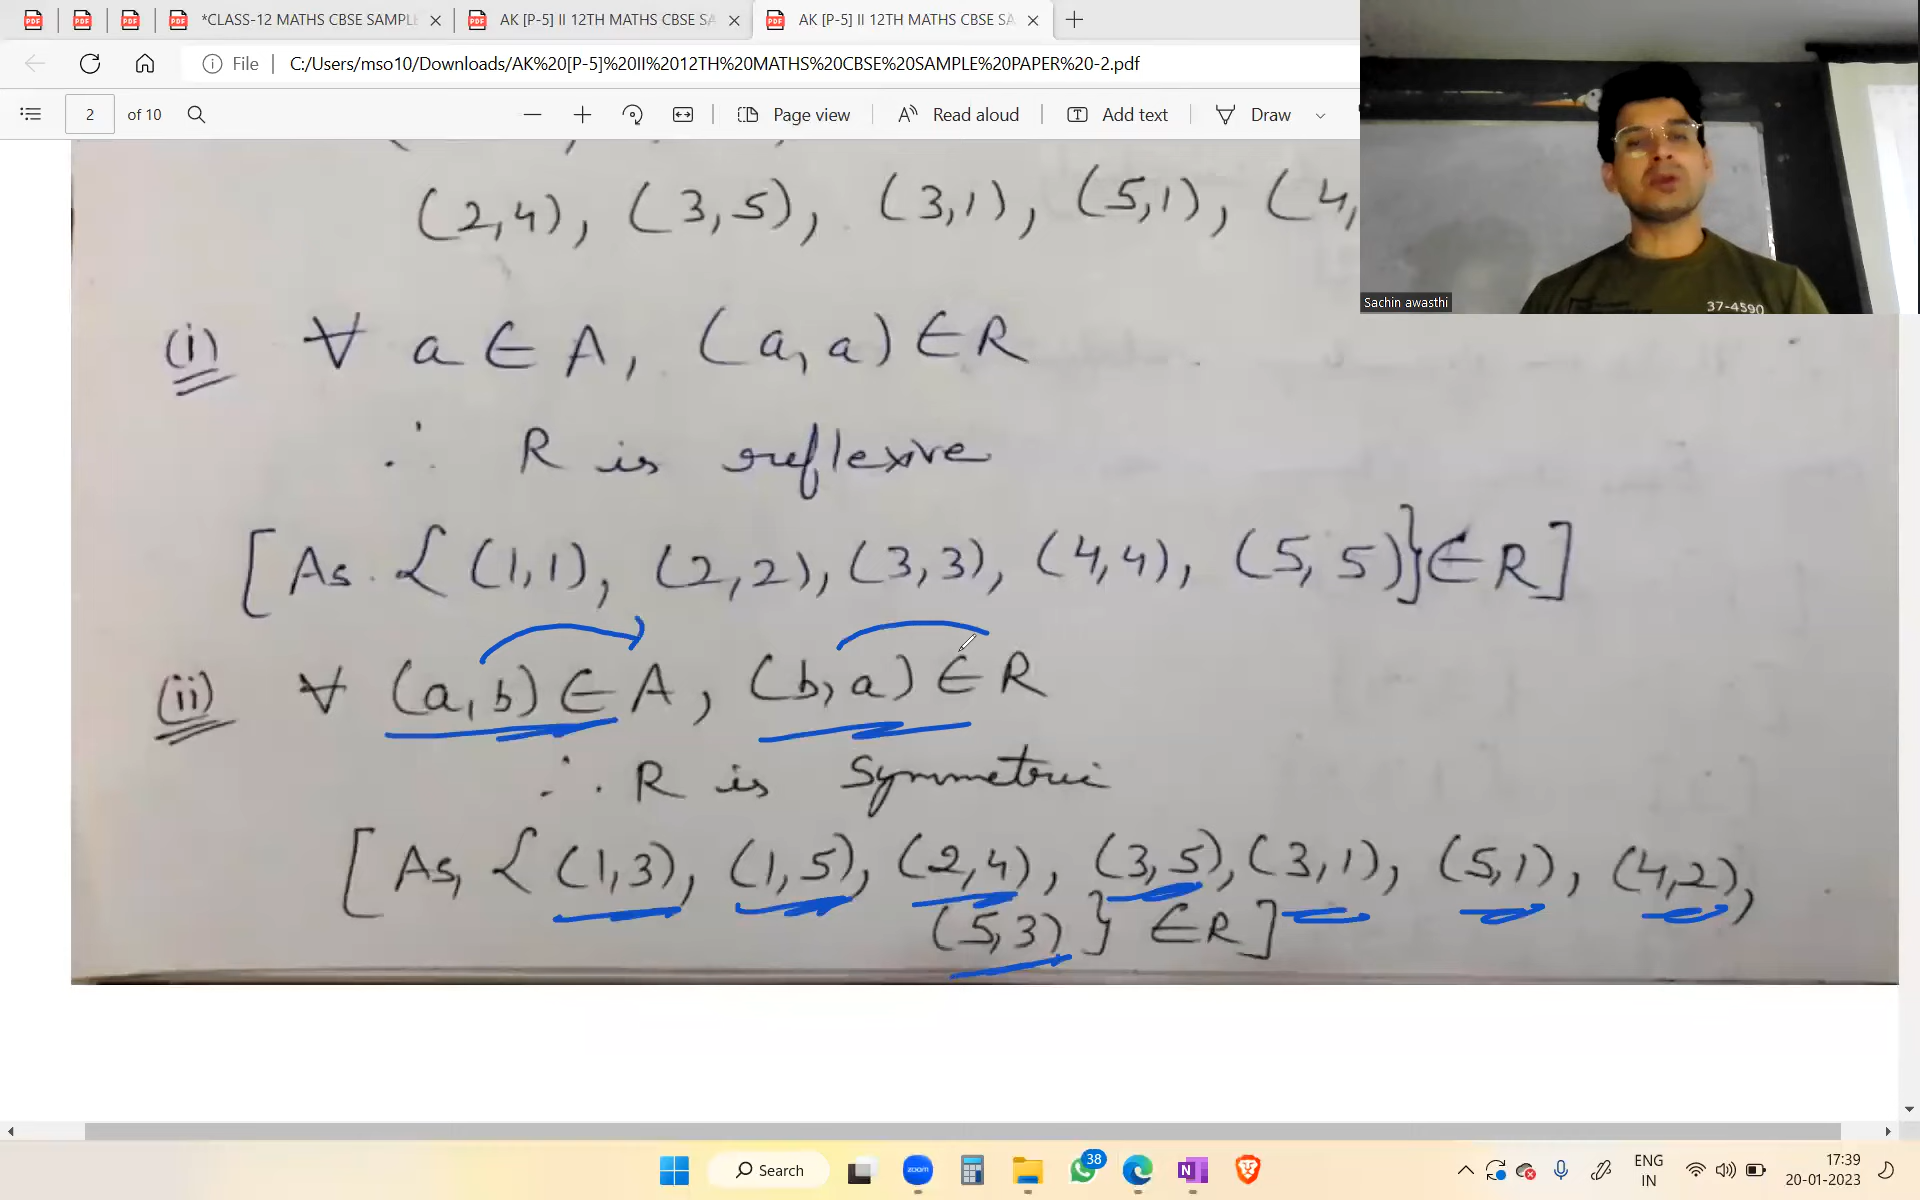 *CLASS-12 MATHS CBSE SAMPL
AK [P-5] II 12TH MATHS CBSE SA
AK [P-5] II 12TH MATHS CBSE SA
File
C:/Users/mso10/Downloads/AK%20[P-5]%20II%2012TH%20MATHS%20CBSE%20SAMPLE%20PAPER%20-2.pdf
2 of 10
Page view
Read aloud
Add text
Draw
37-4590
Sachin awasthi
(2,4), (3,5), (3,1), (5,1), (4,
(i) ∀ a ∈ A, (a, a) ∈ R
∴ R is reflexive
[As. {(1,1), (2,2), (3,3), (4,4), (5,5)} ∈ R]
(ii) ∀ (a,b) ∈ A, (b,a) ∈ R
∴ R is Symmetric
[As, {(1,3), (1,5), (2,4), (3,5), (3,1), (5,1), (4,2),
(5,3)} ∈ R]
Search
zoom
38
N
ENG
IN
17:39
20-01-2023